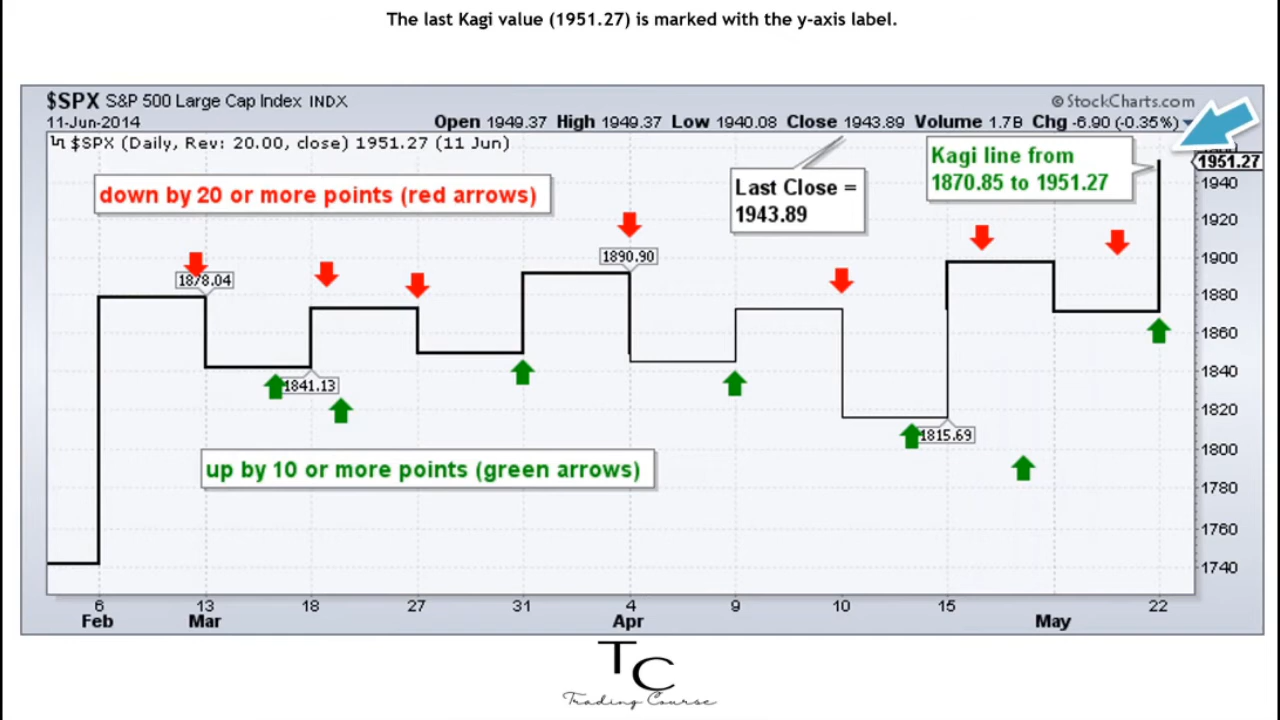 The last Kagi value (1951.27) is marked with the y-axis label.
$SPX S&P 500 Large Cap Index INDX
© StockCharts.com
11-Jun-2014
Open 1949.37 High 1949.37 Low 1940.08 Close 1943.89 Volume 1.7B Chg -6.90 (-0.35%)
$SPX (Daily, Rev: 20.00, close) 1951.27 (11 Jun)
Kagi line from
1870.85 to 1951.27
1951.27
down by 20 or more points (red arrows)
Last Close =
1943.89
1940
1920
1900
1880
1860
1840
1820
1800
1780
1760
1740
1878.04
1890.90
1841.13
1815.69
up by 10 or more points (green arrows)
6 13 18 27 31 4 9 10 15 22
Feb Mar Apr May
TC
Trading Course